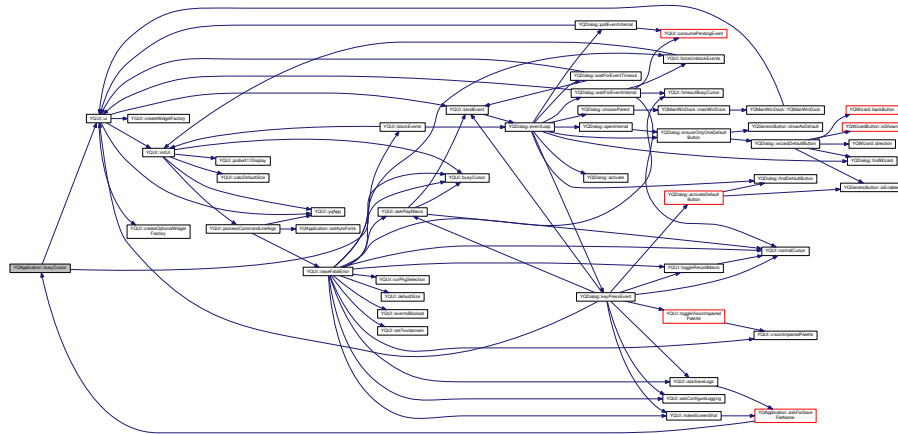 YQApplication::busyCursor
YQUI::ui
YQUI::createWidgetFactory
YQUI::initUI
YQUI::probeX11Display
YQUI::calcDefaultSize
YQUI::yqApp
YQUI::createOptionalWidget
Factory
YQUI::processCommandLineArgs
YQApplication::setAutoFonts
YQUI::raiseFatalError
YQUI::blockEvents
YQUI::askPlayMacro
YQUI::runPkgSelection
YQUI::defaultSize
YQUI::eventsBlocked
YQUI::setTextdomain
YQUI::sendEvent
YQUI::busyCursor
YQDialog::eventLoop
YQDialog::pollEventInternal
YQDialog::waitForEventTimeout
YQDialog::waitForEventInternal
YQDialog::chooseParent
YQDialog::openInternal
YQDialog::activate
YQDialog::keyPressEvent
YQUI::consumePendingEvent
YQUI::forceUnblockEvents
YQUI::timeoutBusyCursor
YQMainWinDock::mainWinDock
YQDialog::ensureOnlyOneDefault
Button
YQDialog::activateDefault
Button
YQUI::toggleRecordMacro
YQUI::toggleVisionImpaired
Palette
YQUI::askSaveLogs
YQUI::askConfigureLogging
YQUI::makeScreenShot
YQMainWinDock::YQMainWinDock
YQGenericButton::showAsDefault
YQDialog::wizardDefaultButton
YQDialog::findDefaultButton
YQUI::normalCursor
YQUI::visionImpairedPalette
YQApplication::askForSave
FileName
YQWizard::backButton
YQWizardButton::isShown
YQWizard::direction
YQDialog::findWizard
YQGenericButton::isEnabled